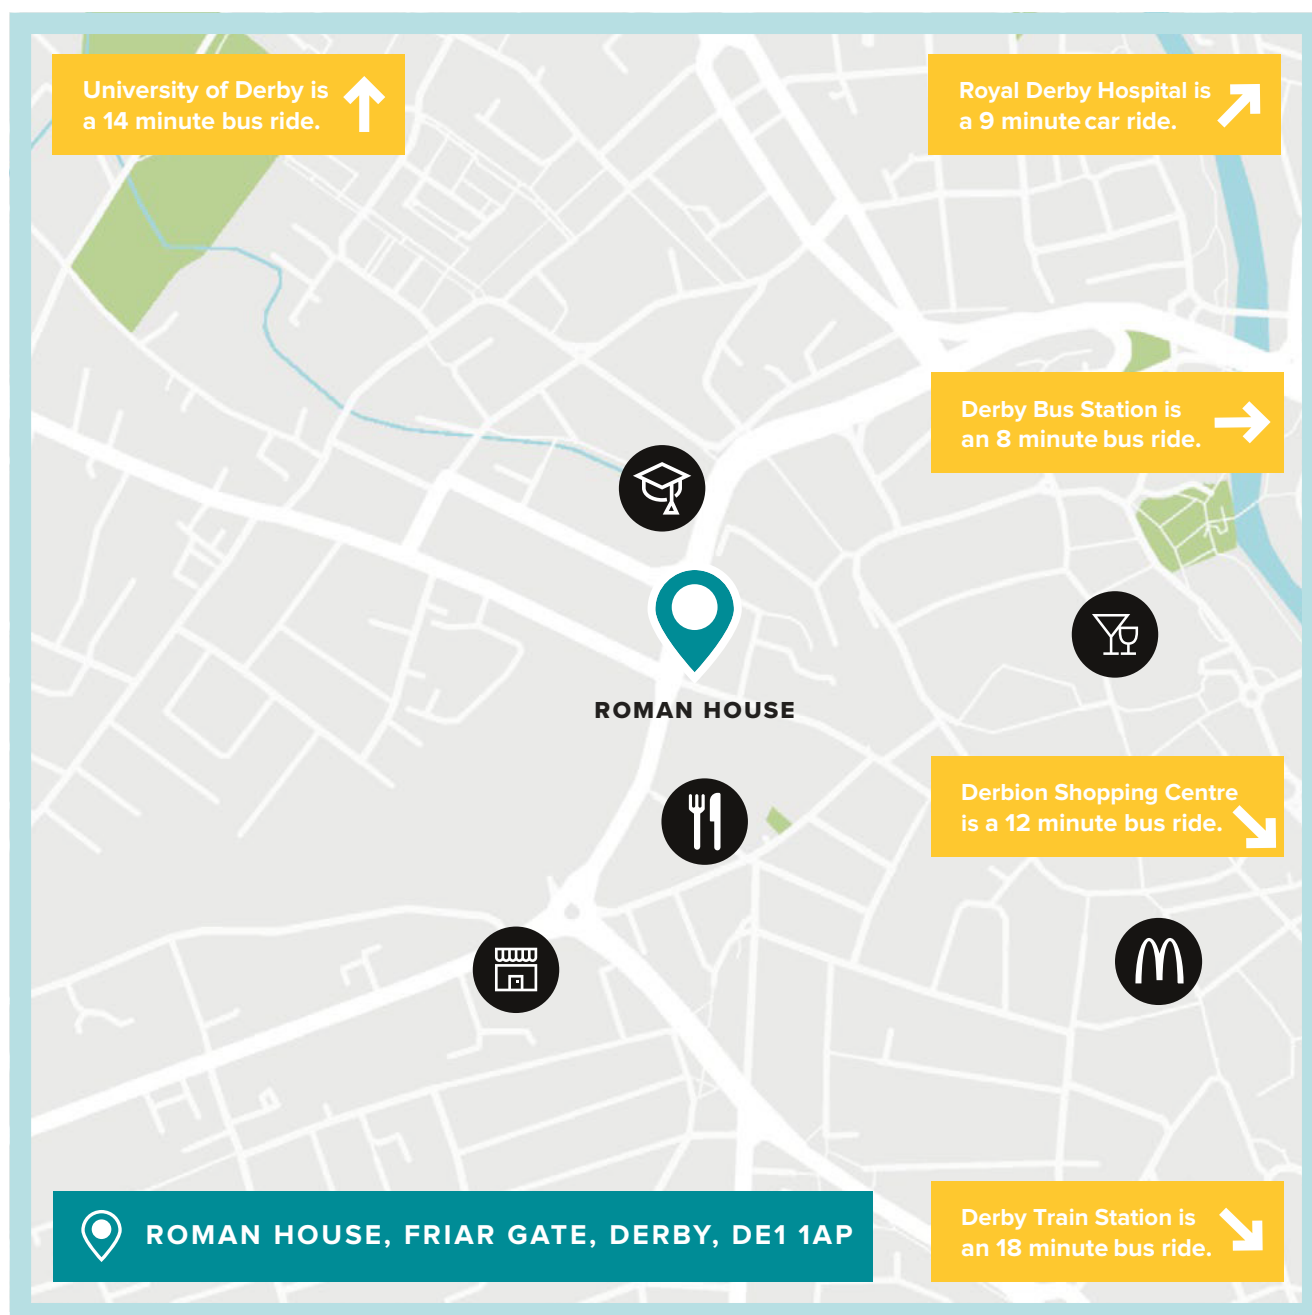 University of Derby is
a 14 minute bus ride.
Royal Derby Hospital is
a 9 minute car ride.
Derby Bus Station is
an 8 minute bus ride.
ROMAN HOUSE
Derbion Shopping Centre
is a 12 minute bus ride.
ROMAN HOUSE, FRIAR GATE, DERBY, DE1 1AP
Derby Train Station is
an 18 minute bus ride.